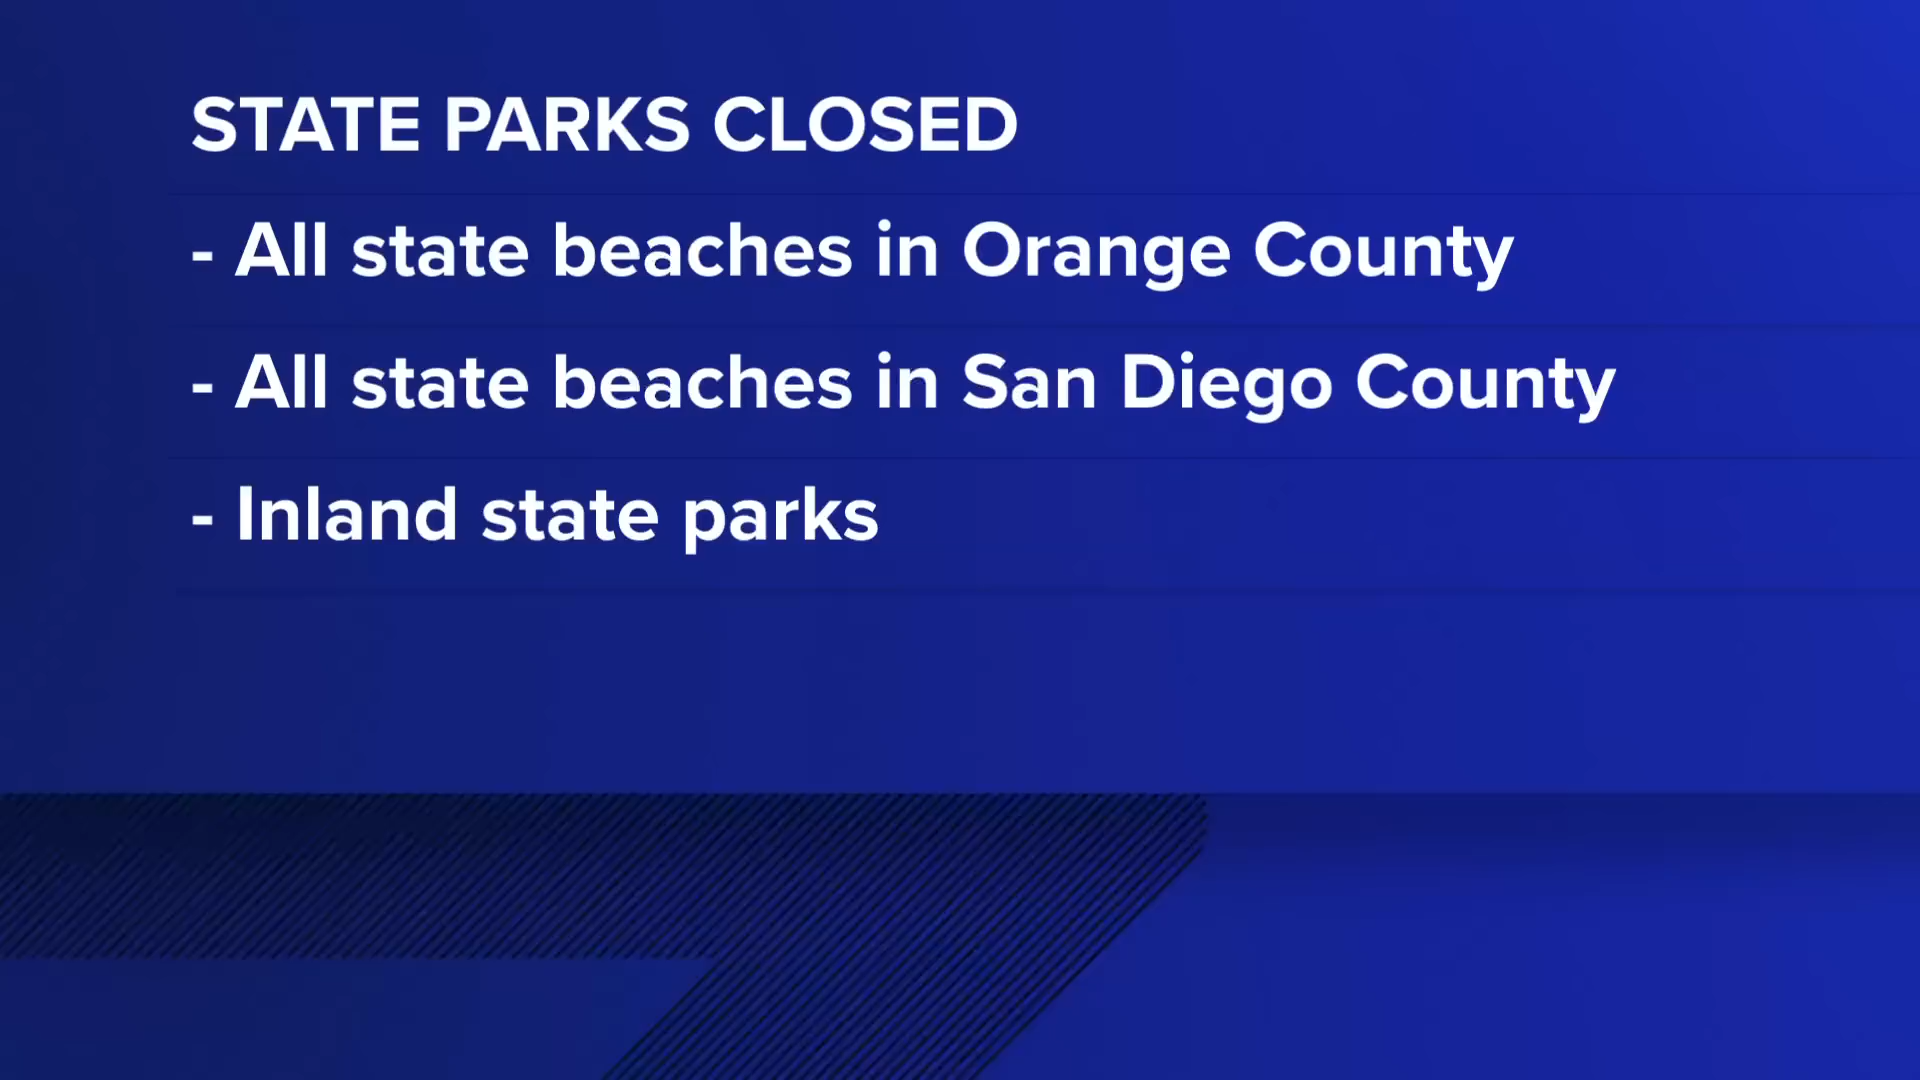 STATE PARKS CLOSED
- All state beaches in Orange County
- All state beaches in San Diego County
- Inland state parks